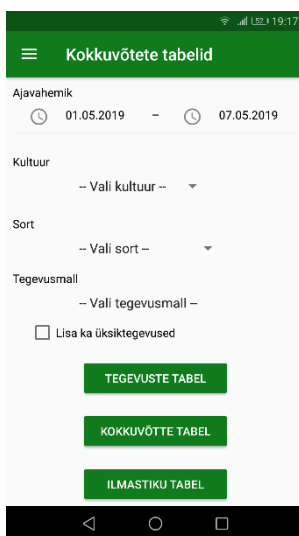 52 19:17
Kokkuvõtete tabelid
Ajavahemik
01.05.2019 – 07.05.2019
Kultuur
-- Vali kultuur --
Sort
-- Vali sort --
Tegevusmall
-- Vali tegevusmall --
Lisa ka üksiktegevused
TEGEVUSTE TABEL
KOKKUVÕTTE TABEL
ILMASTIKU TABEL